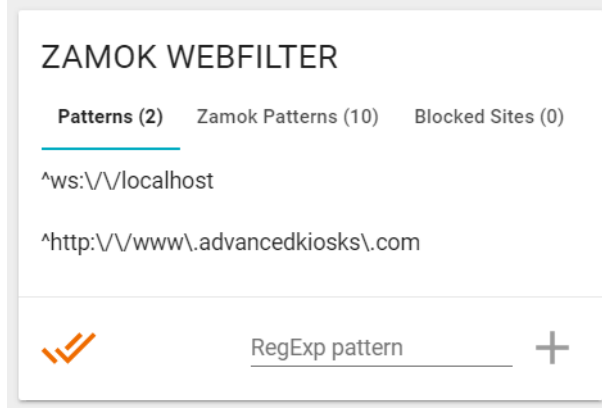 ZAMOK WEBFILTER
Patterns (2) Zamok Patterns (10) Blocked Sites (0)
^ws:\/\/localhost
^http:\/\/www\.advancedkiosks\.com
RegExp pattern